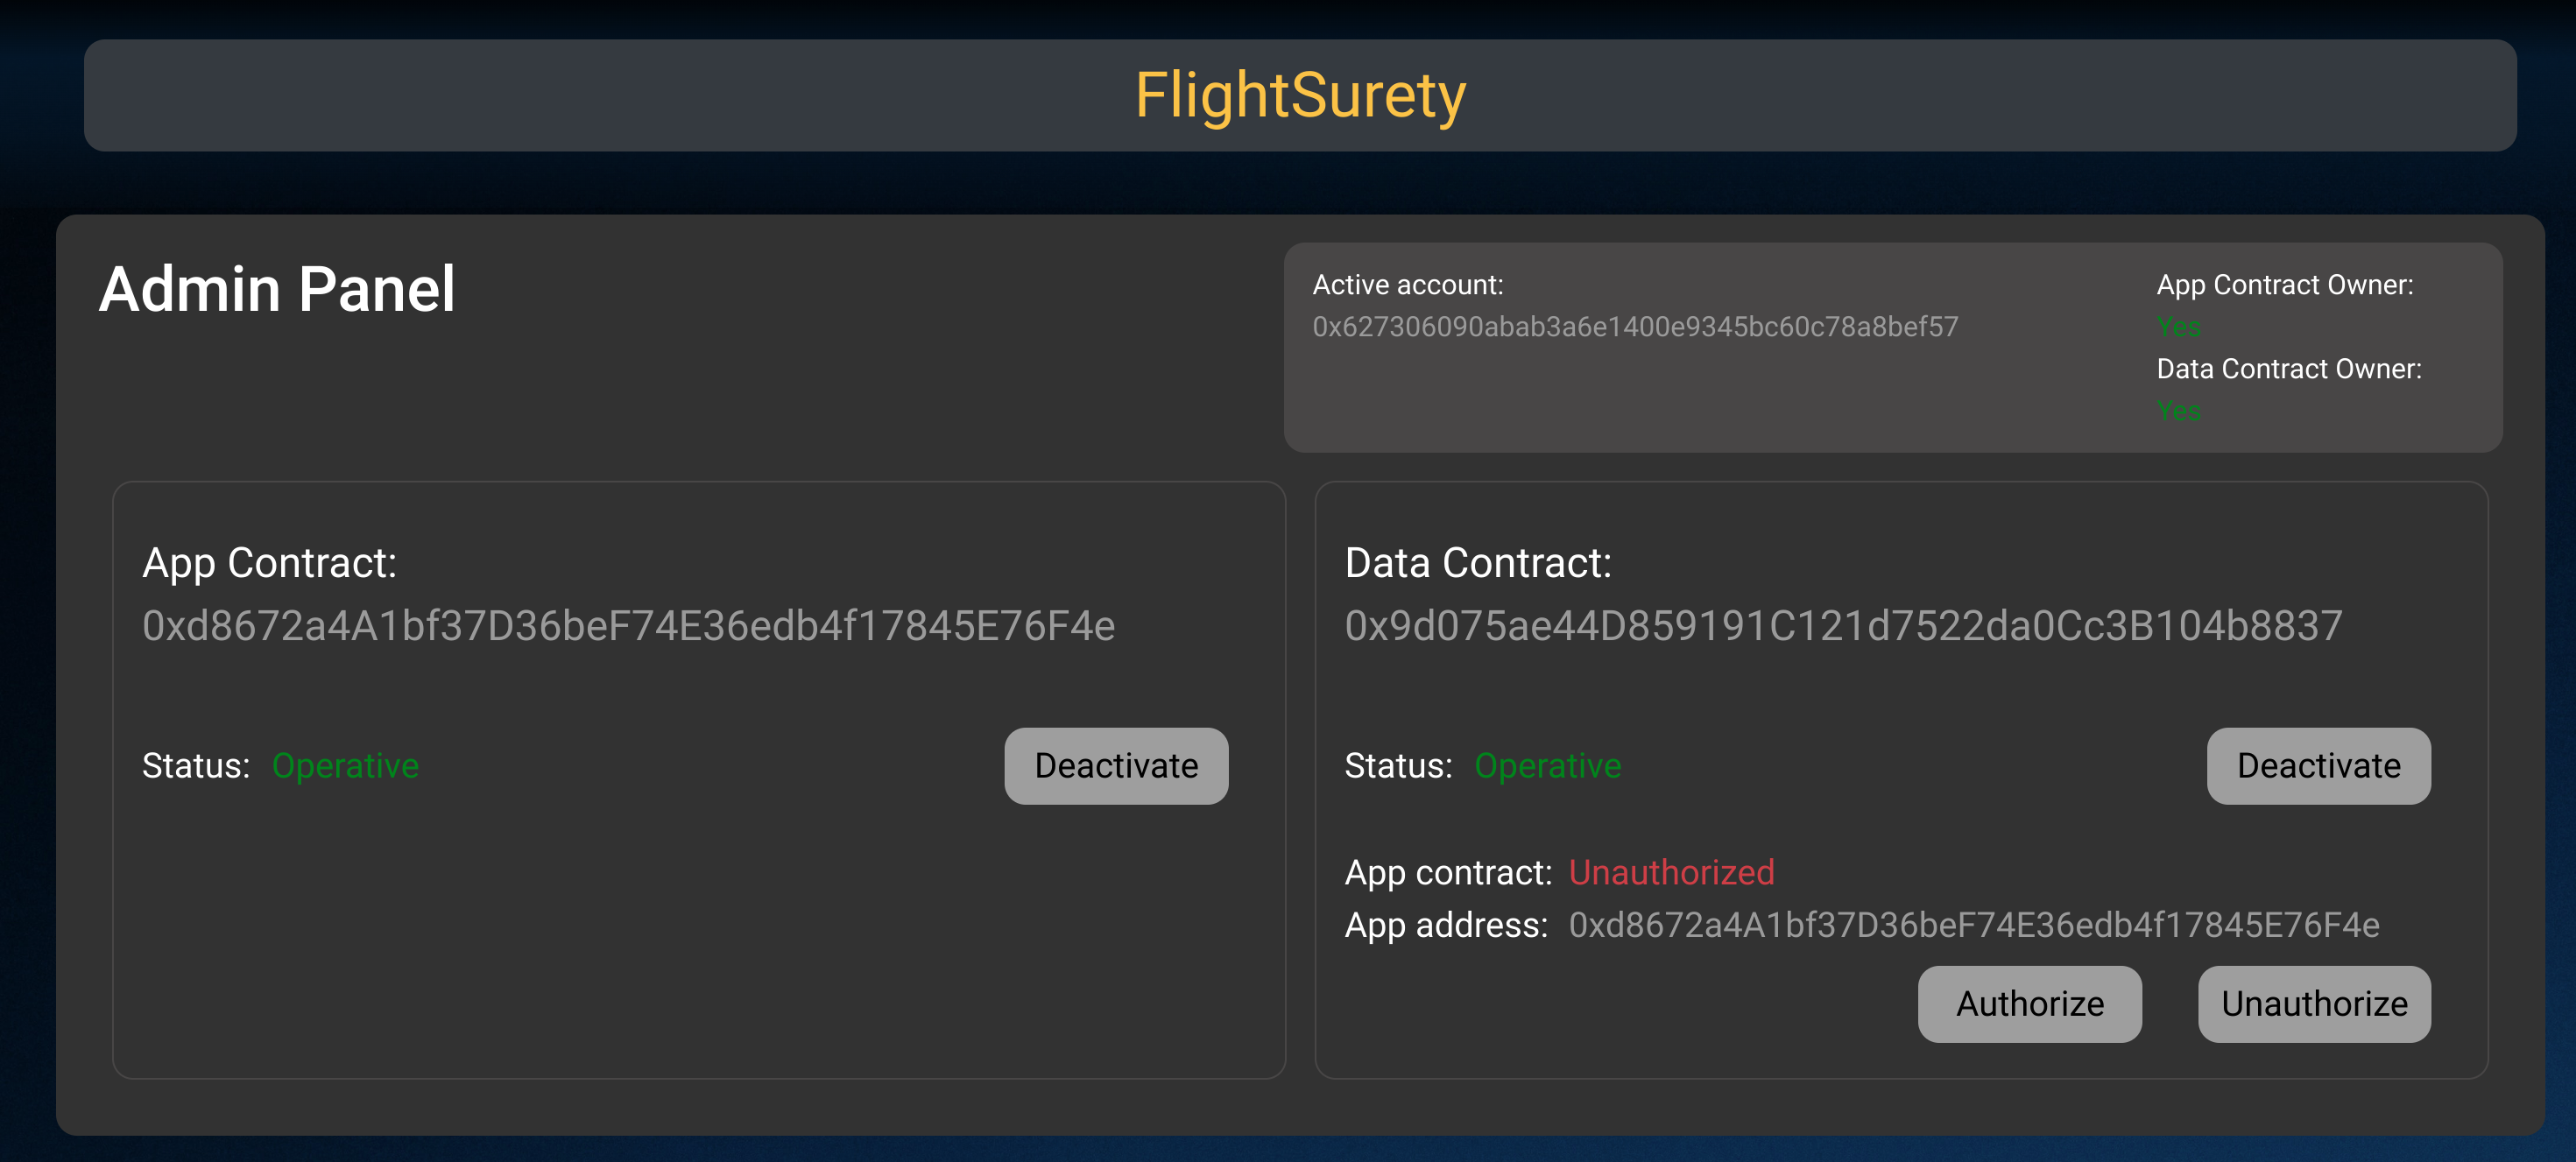 FlightSurety
Admin Panel
Active account:
0x627306090abab3a6e1400e9345bc60c78a8bef57
App Contract Owner:
Yes
Data Contract Owner:
Yes
App Contract:
0xd8672a4A1bf37D36beF74E36edb4f17845E76F4e
Status: Operative
Deactivate
Data Contract:
0x9d075ae44D859191C121d7522da0Cc3B104b8837
Status: Operative
Deactivate
App contract: Unauthorized
App address: 0xd8672a4A1bf37D36beF74E36edb4f17845E76F4e
Authorize
Unauthorize